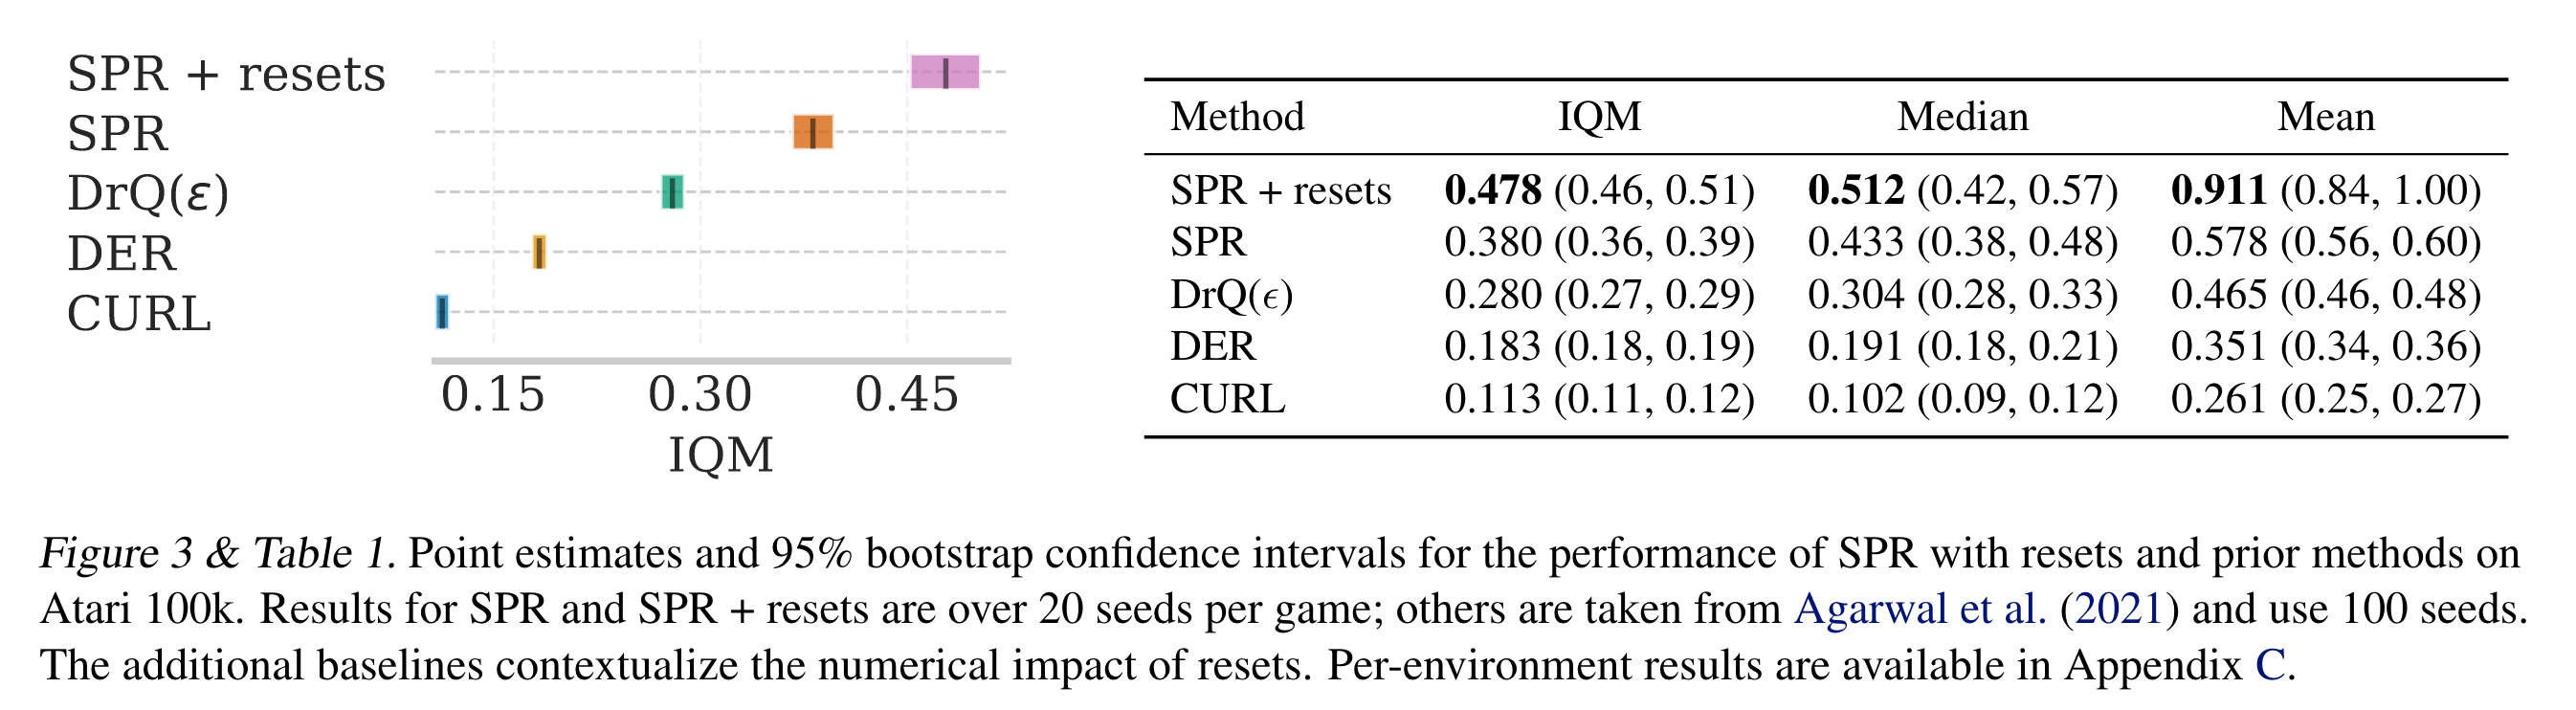 SPR + resets
SPR
DrQ(ε)
DER
CURL
0.15 0.30 0.45
IQM
Method IQM Median Mean
SPR + resets 0.478 (0.46, 0.51) 0.512 (0.42, 0.57) 0.911 (0.84, 1.00)
SPR 0.380 (0.36, 0.39) 0.433 (0.38, 0.48) 0.578 (0.56, 0.60)
DrQ(ϵ) 0.280 (0.27, 0.29) 0.304 (0.28, 0.33) 0.465 (0.46, 0.48)
DER 0.183 (0.18, 0.19) 0.191 (0.18, 0.21) 0.351 (0.34, 0.36)
CURL 0.113 (0.11, 0.12) 0.102 (0.09, 0.12) 0.261 (0.25, 0.27)
Figure 3 & Table 1. Point estimates and 95% bootstrap confidence intervals for the performance of SPR with resets and prior methods on
Atari 100k. Results for SPR and SPR + resets are over 20 seeds per game; others are taken from Agarwal et al. (2021) and use 100 seeds.
The additional baselines contextualize the numerical impact of resets. Per-environment results are available in Appendix C.